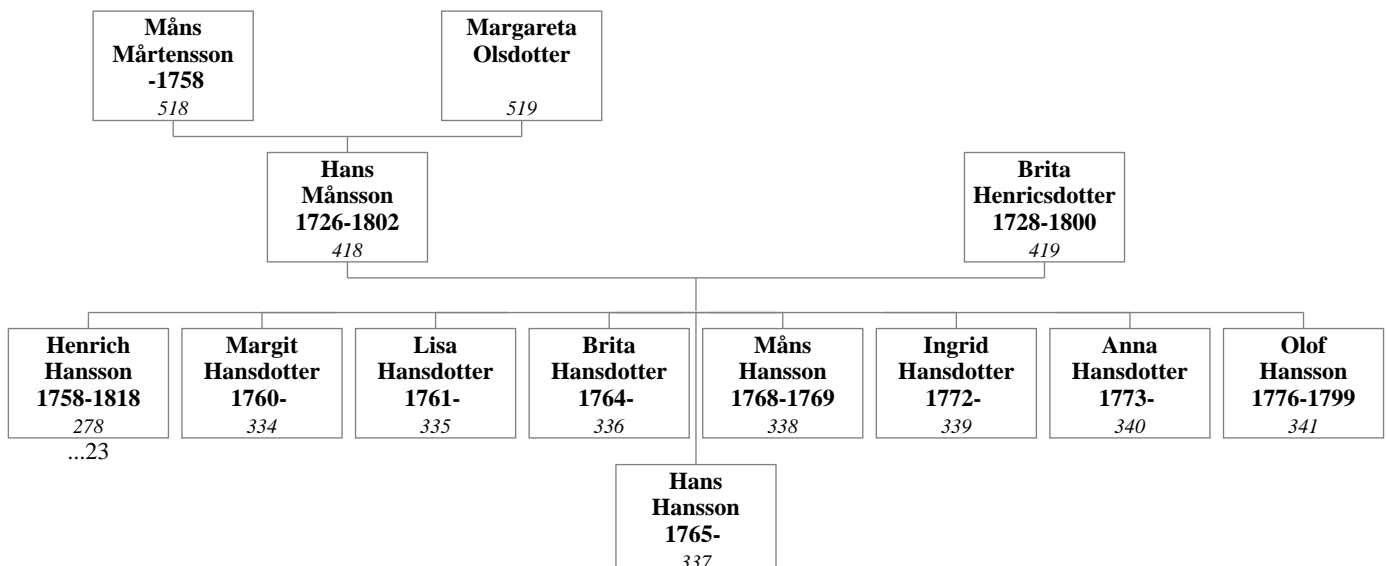 Måns
Mårtensson
-1758
518
Margareta
Olsdotter
519
Hans
Månsson
1726-1802
418
Brita
Henricsdotter
1728-1800
419
Henrich
Hansson
1758-1818
278
...23
Margit
Hansdotter
1760-
334
Lisa
Hansdotter
1761-
335
Brita
Hansdotter
1764-
336
Måns
Hansson
1768-1769
338
Ingrid
Hansdotter
1772-
339
Anna
Hansdotter
1773-
340
Olof
Hansson
1776-1799
341
Hans
Hansson
1765-
337